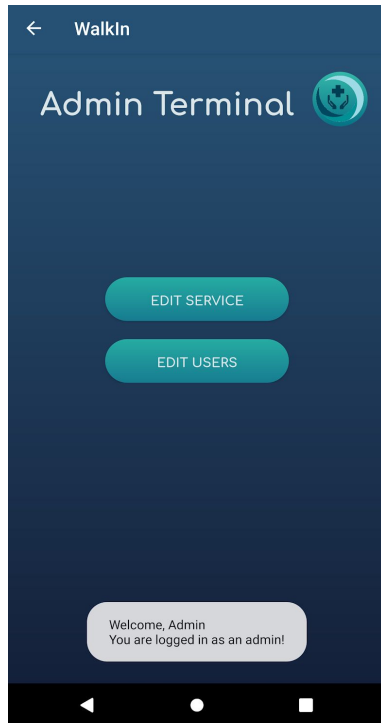 WalkIn
Admin Terminal
EDIT SERVICE
EDIT USERS
Welcome, Admin
You are logged in as an admin!